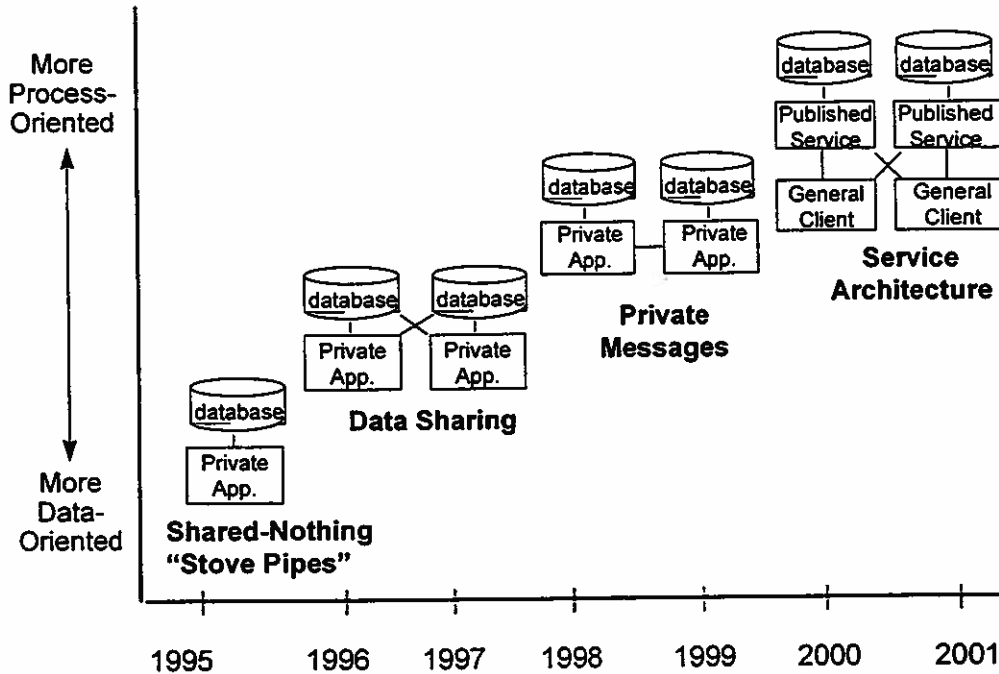 More
Process-
Oriented
More
Data-
Oriented
database
Private
App.
Shared-Nothing
“Stove Pipes”
database
database
Private
App.
Private
App.
Data Sharing
database
database
Private
App.
Private
App.
Private
Messages
database
database
Published
Service
Published
Service
General
Client
General
Client
Service
Architecture
1995
1996
1997
1998
1999
2000
2001